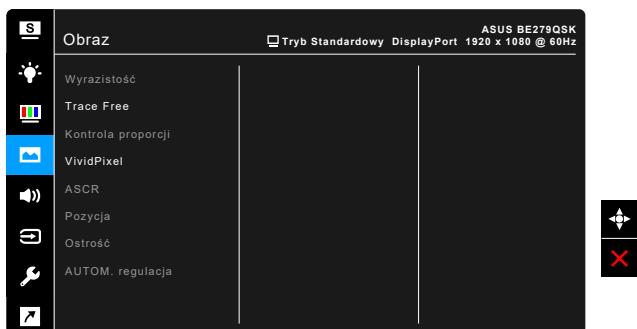 S
Obraz
ASUS BE279QSK
Tryb Standardowy DisplayPort 1920 x 1080 @ 60Hz
Wyrazistość
Trace Free
Kontrola proporcji
VividPixel
ASCR
Pozycja
Ostrość
AUTOM. regulacja